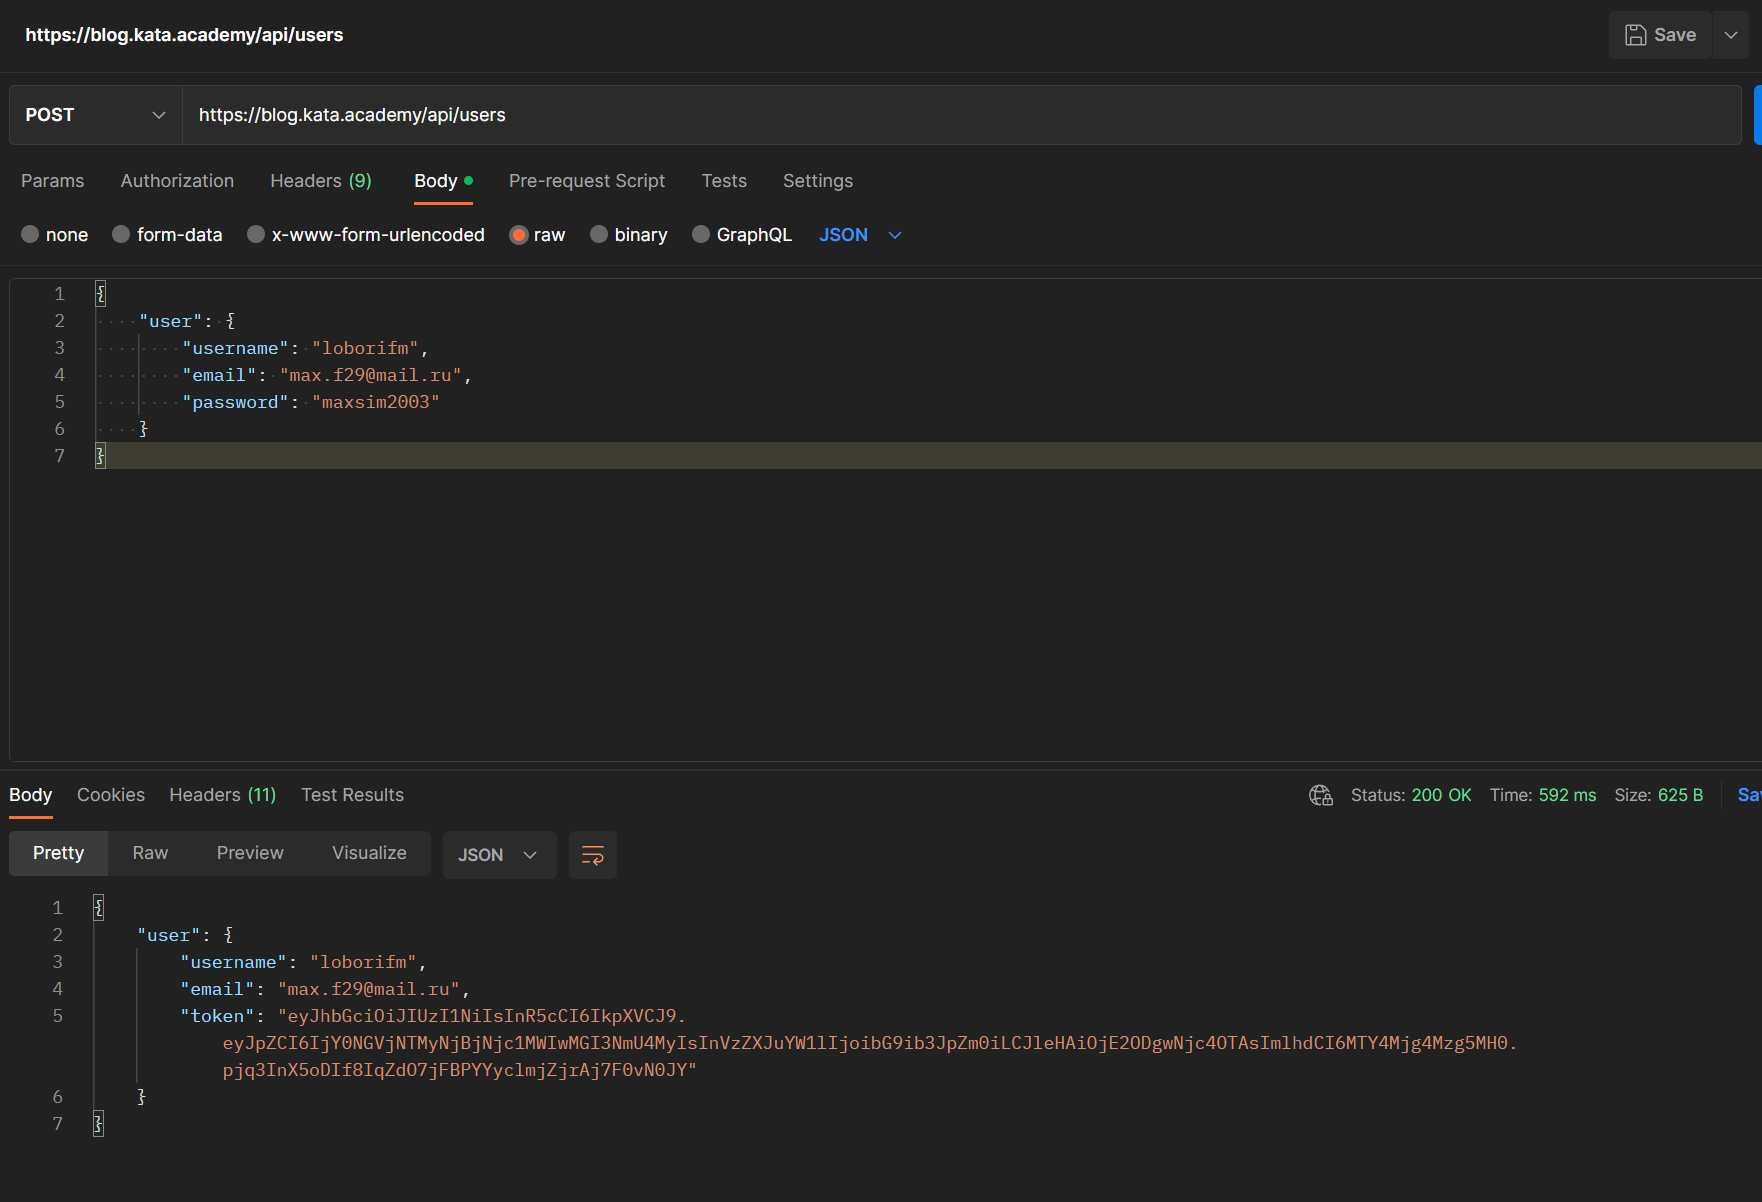 https://blog.kata.academy/api/users
Save
POST
https://blog.kata.academy/api/users
Params Authorization Headers (9) Body Pre-request Script Tests Settings
none form-data x-www-form-urlencoded raw binary GraphQL JSON
1 {
2 "user": {
3 "username": "loborifm",
4 "email": "max.f29@mail.ru",
5 "password": "maxsim2003"
6 }
7 }
Body Cookies Headers (11) Test Results Status: 200 OK Time: 592 ms Size: 625 B Sav
Pretty Raw Preview Visualize JSON
1 {
2 "user": {
3 "username": "loborifm",
4 "email": "max.f29@mail.ru",
5 "token": "eyJhbGciOiJIUzI1NiIsInR5cCI6IkpXVCJ9.
eyJpZCI6IjY0NGVjNTMyNjBjNjc1MWIwMGI3NmU4MyIsInVzZXJuYW1lIjoibG9ib3JpZm0iLCJleHAiOjE2ODgwNjc4OTAsImlhdCI6MTY4Mjg4Mzg5MH0.
pjq3InX5oDIf8IqZdO7jFBPYYyclmjZjrAj7F0vN0JY"
6 }
7 }